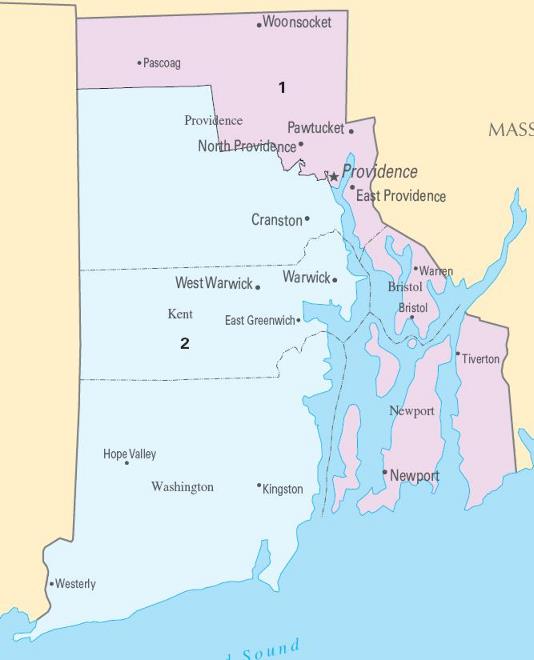 Woonsocket
Pascoag
1
Providence
Pawtucket
MASS
North Providence
Providence
East Providence
Cranston
Warren
West Warwick
Warwick
Bristol
Kent
East Greenwich
Bristol
2
Tiverton
Newport
Hope Valley
Newport
Washington
Kingston
Westerly
d Sound